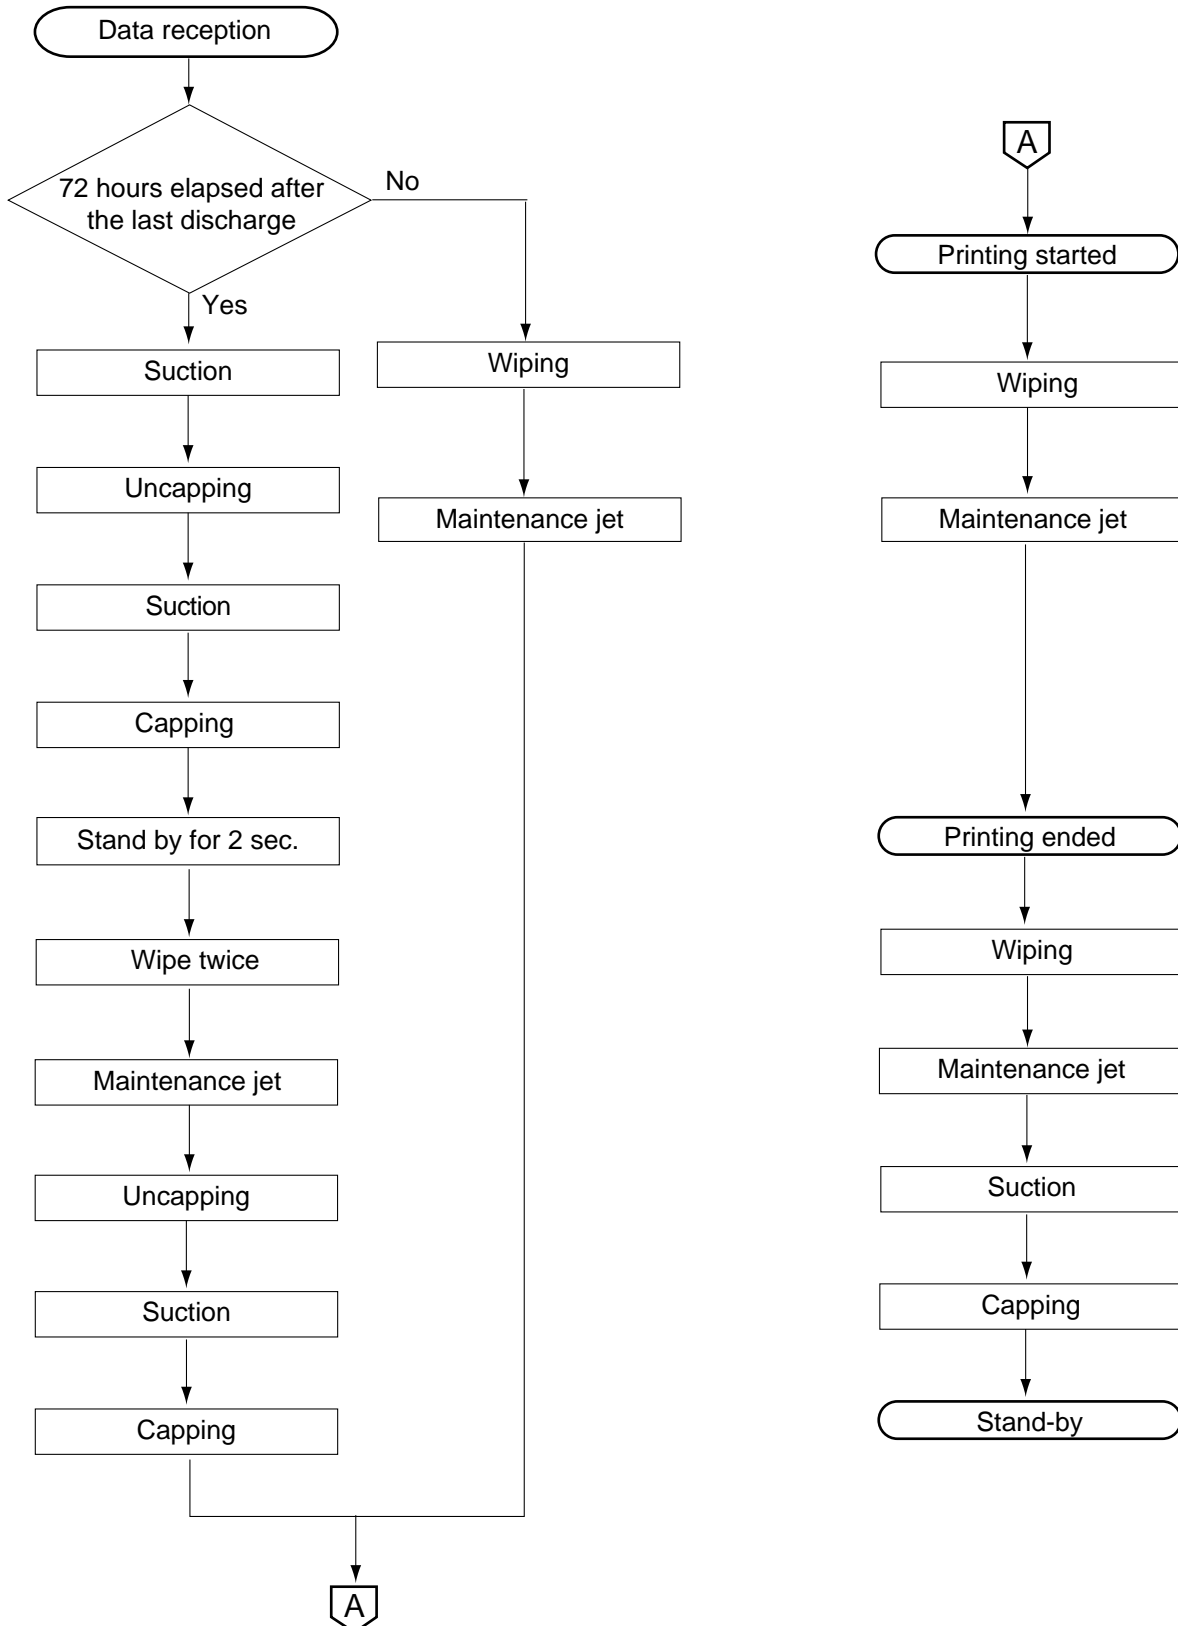 Data reception
72 hours elapsed after
the last discharge
No
Yes
Suction
Uncapping
Suction
Capping
Stand by for 2 sec.
Wipe twice
Maintenance jet
Uncapping
Suction
Capping
Wiping
Maintenance jet
A
A
Printing started
Wiping
Maintenance jet
Printing ended
Wiping
Maintenance jet
Suction
Capping
Stand-by